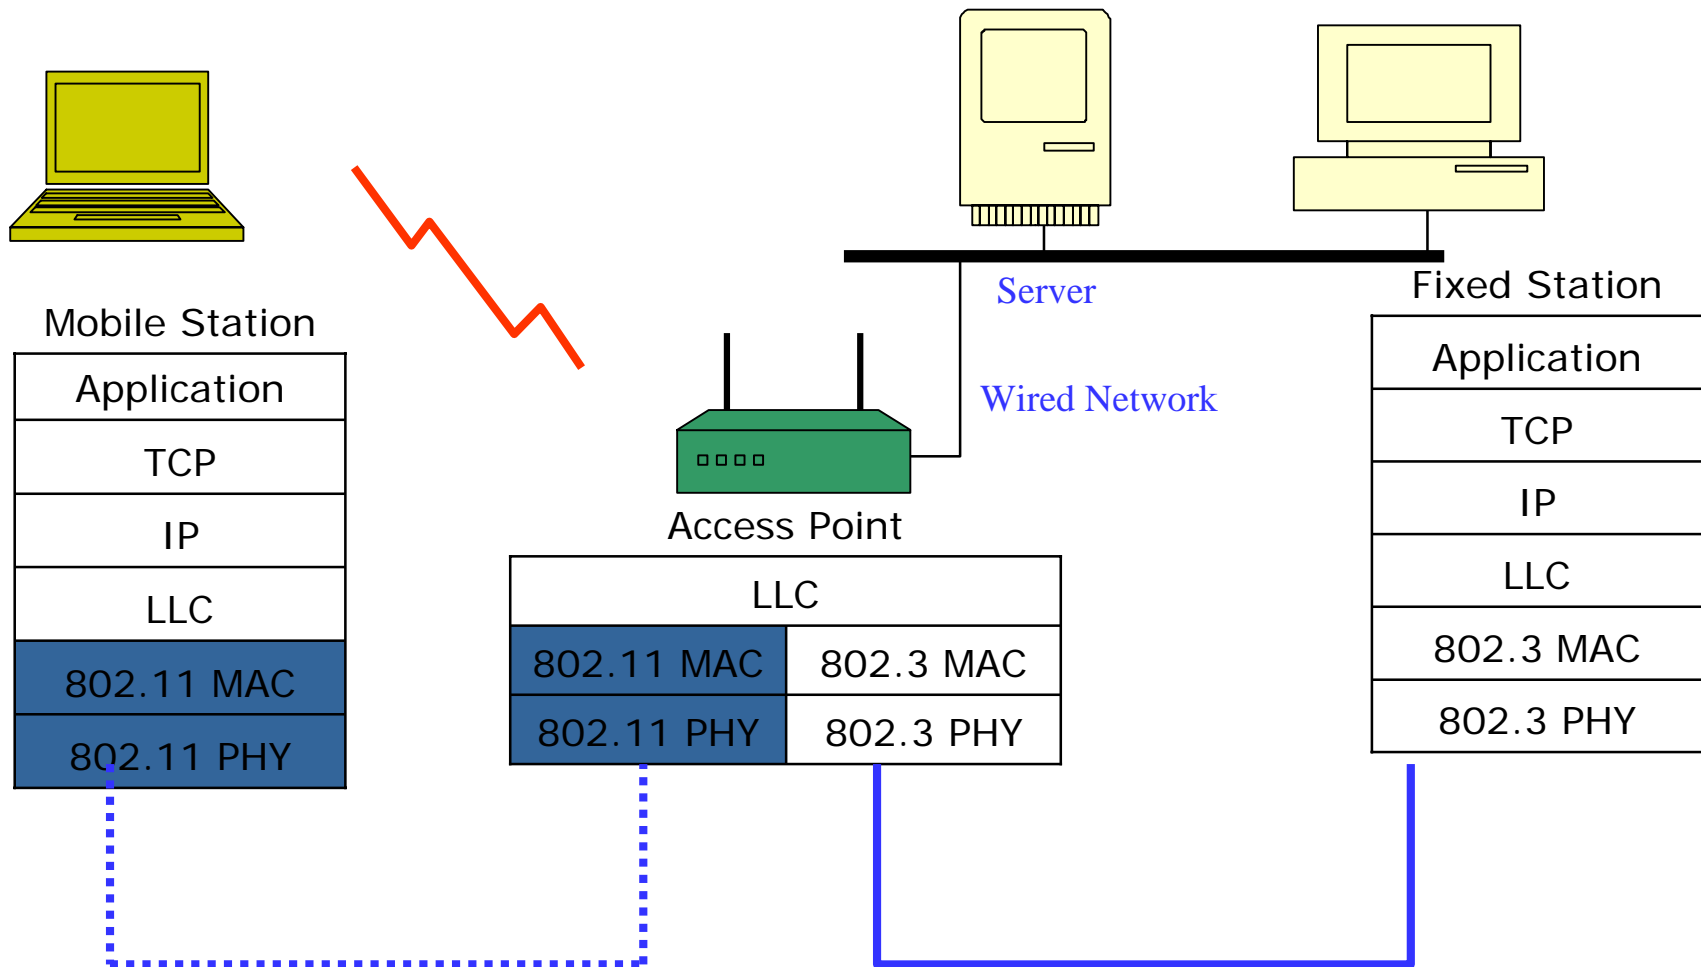 Server
Wired Network
Mobile Station
Application
TCP
IP
LLC
802.11 MAC
802.11 PHY
Access Point
LLC
802.11 MAC
802.3 MAC
802.11 PHY
802.3 PHY
Fixed Station
Application
TCP
IP
LLC
802.3 MAC
802.3 PHY